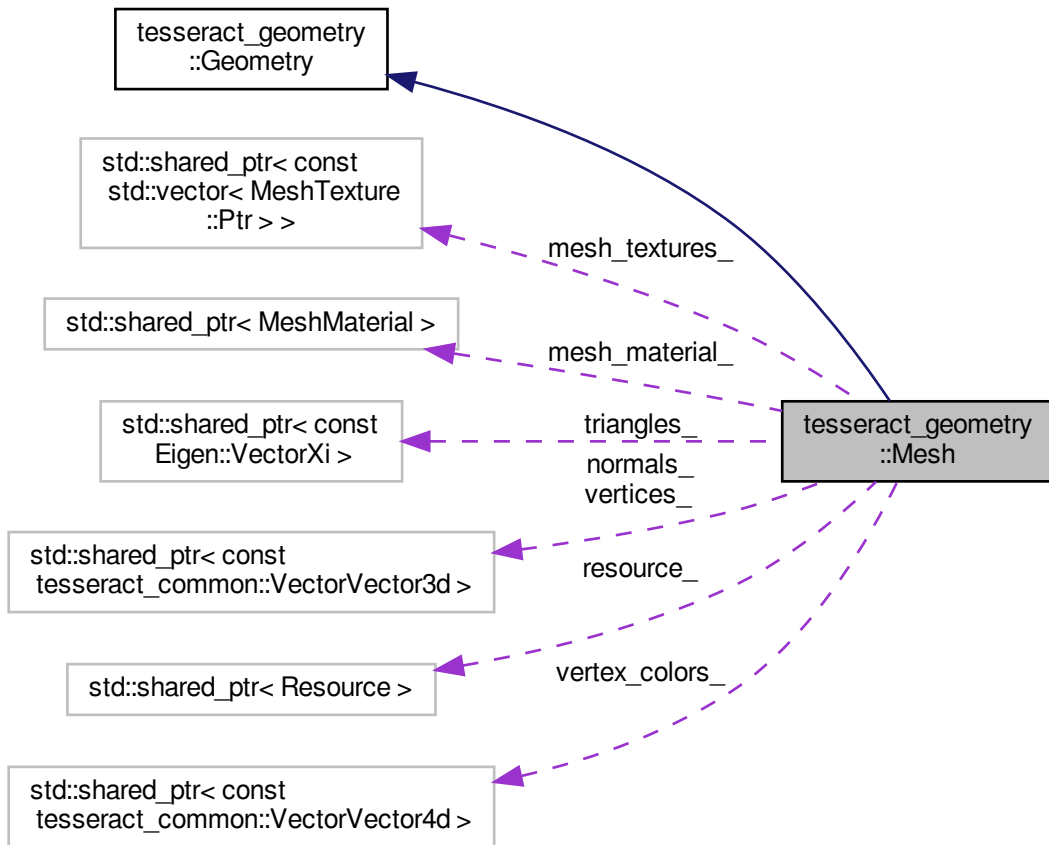 tesseract_geometry
::Geometry
std::shared_ptr< const
std::vector< MeshTexture
::Ptr > >
mesh_textures_
std::shared_ptr< MeshMaterial >
mesh_material_
std::shared_ptr< const
Eigen::VectorXi >
triangles_
tesseract_geometry
::Mesh
normals_
vertices_
std::shared_ptr< const
tesseract_common::VectorVector3d >
resource_
std::shared_ptr< Resource >
vertex_colors_
std::shared_ptr< const
tesseract_common::VectorVector4d >